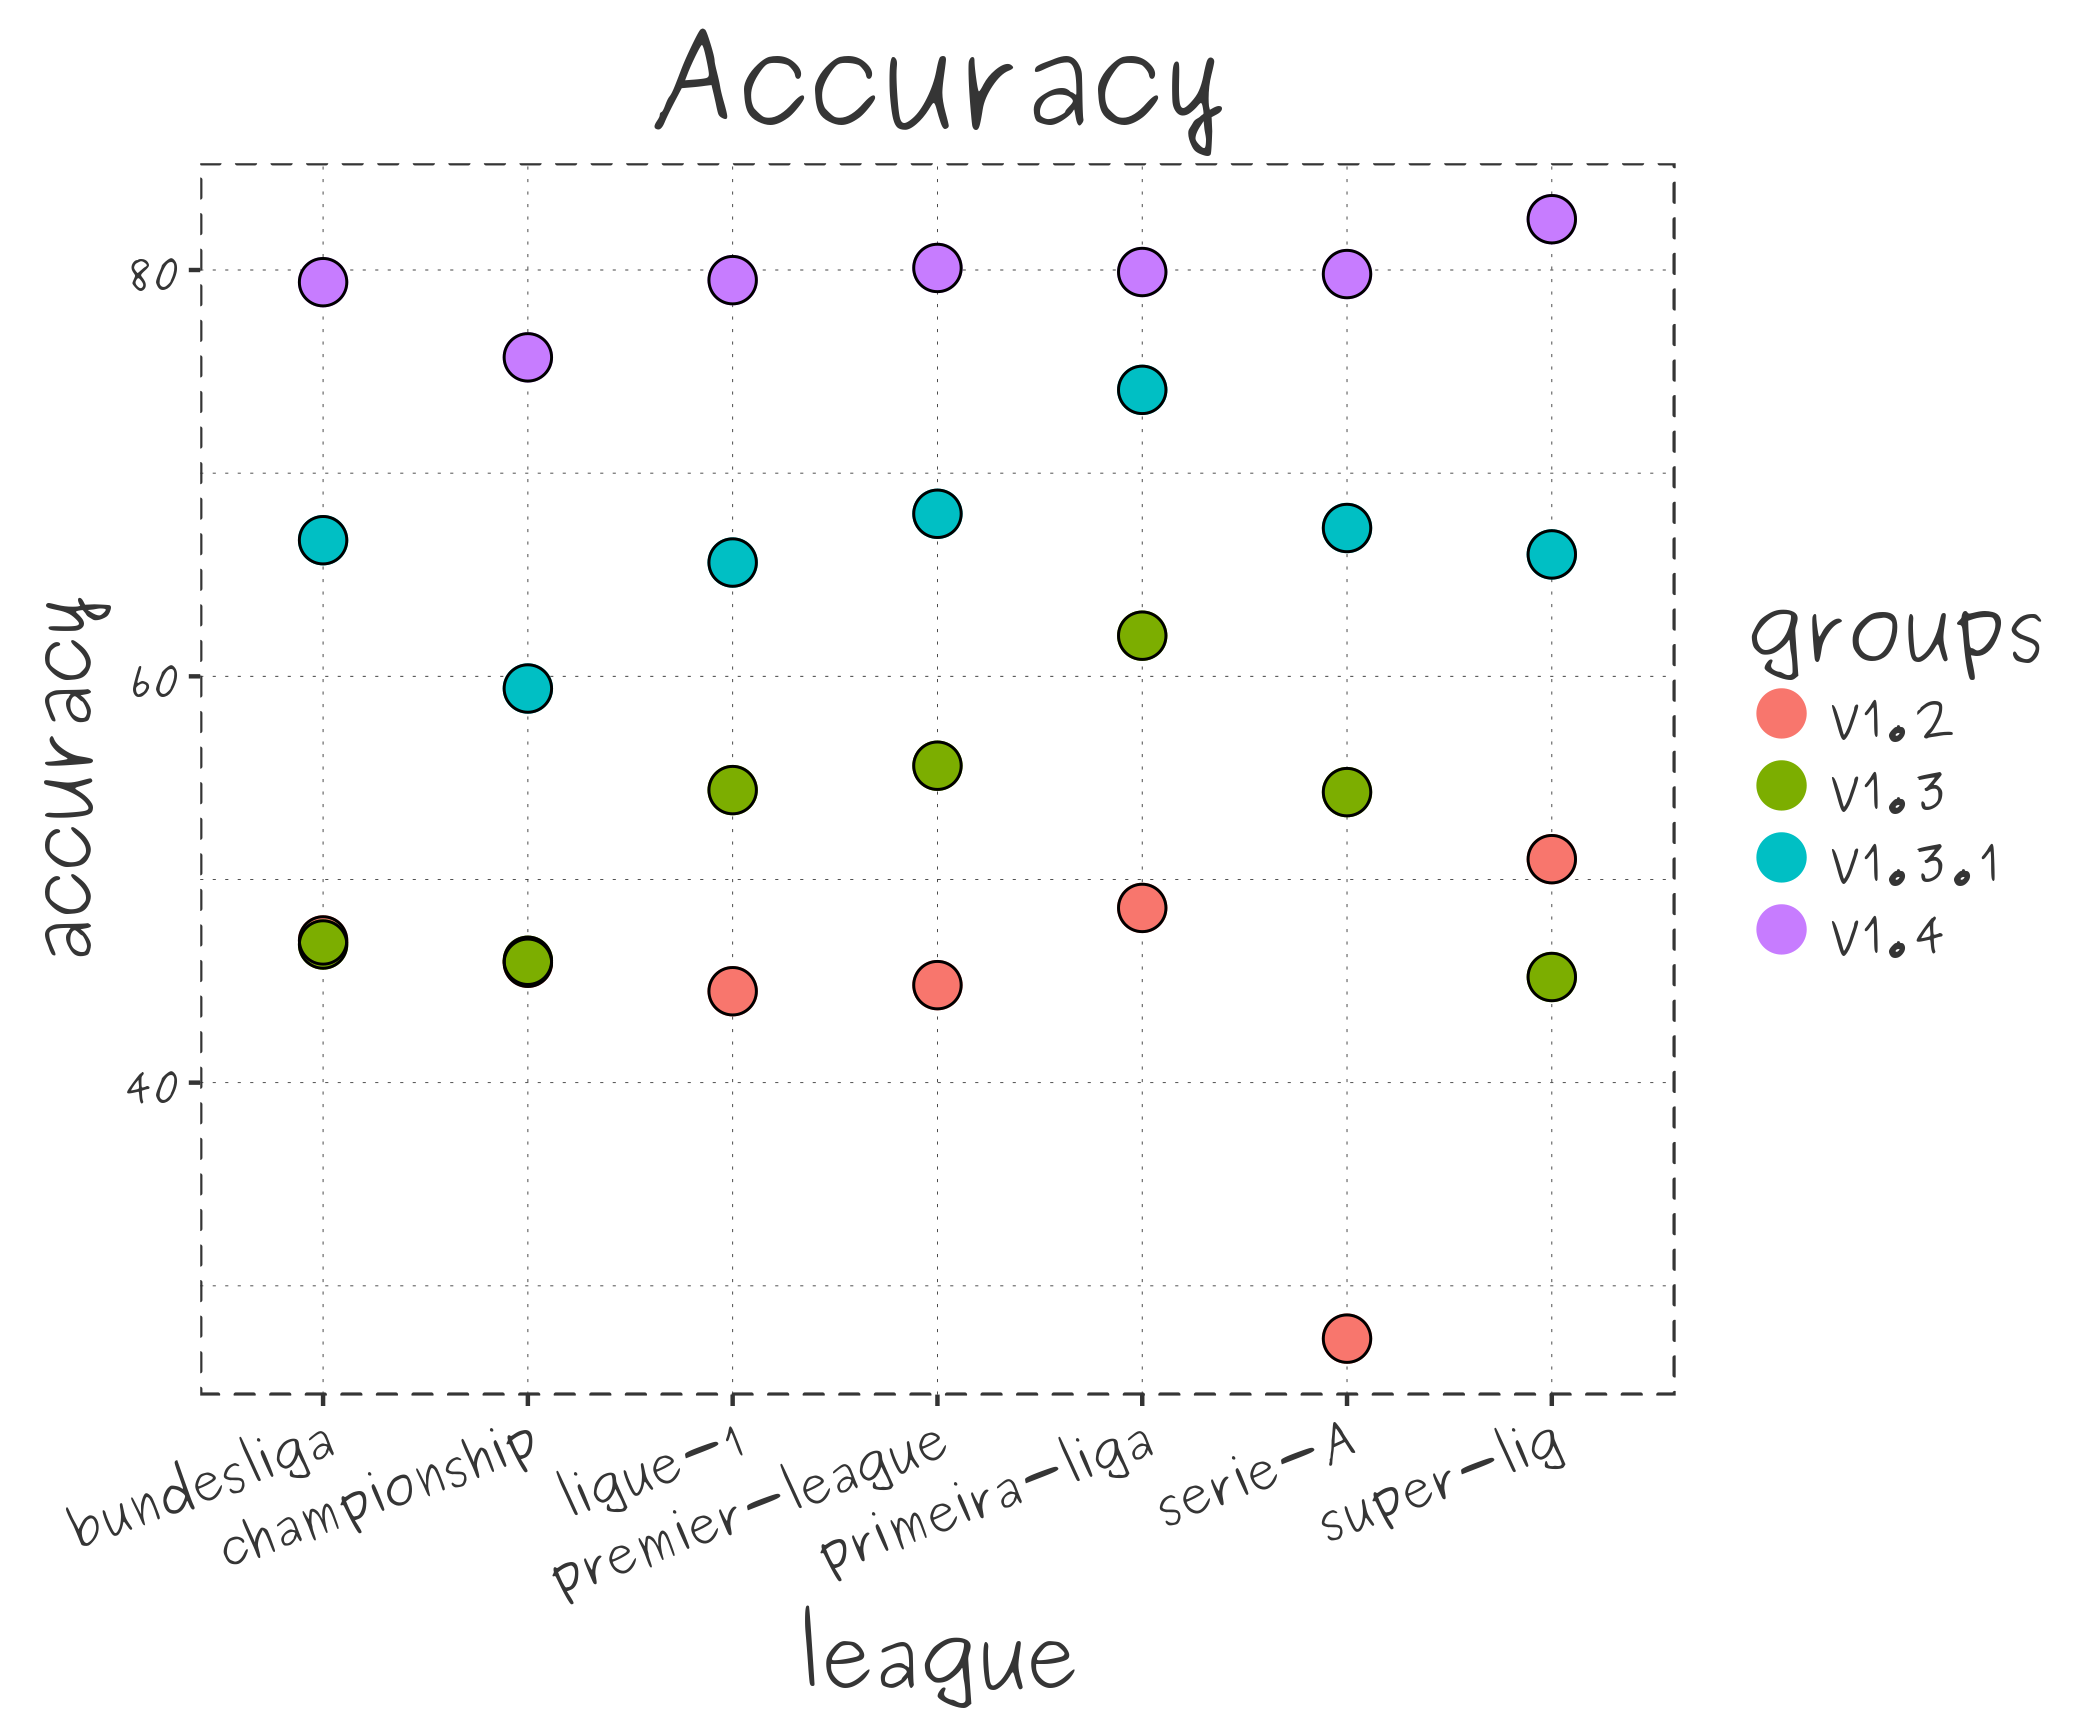 Accuracy
accuracy
80
60
40
bundesliga
championship
ligue-1
premier-league
primeira-liga
serie-A
super-lig
league
groups
v1.2
v1.3
v1.3.1
v1.4